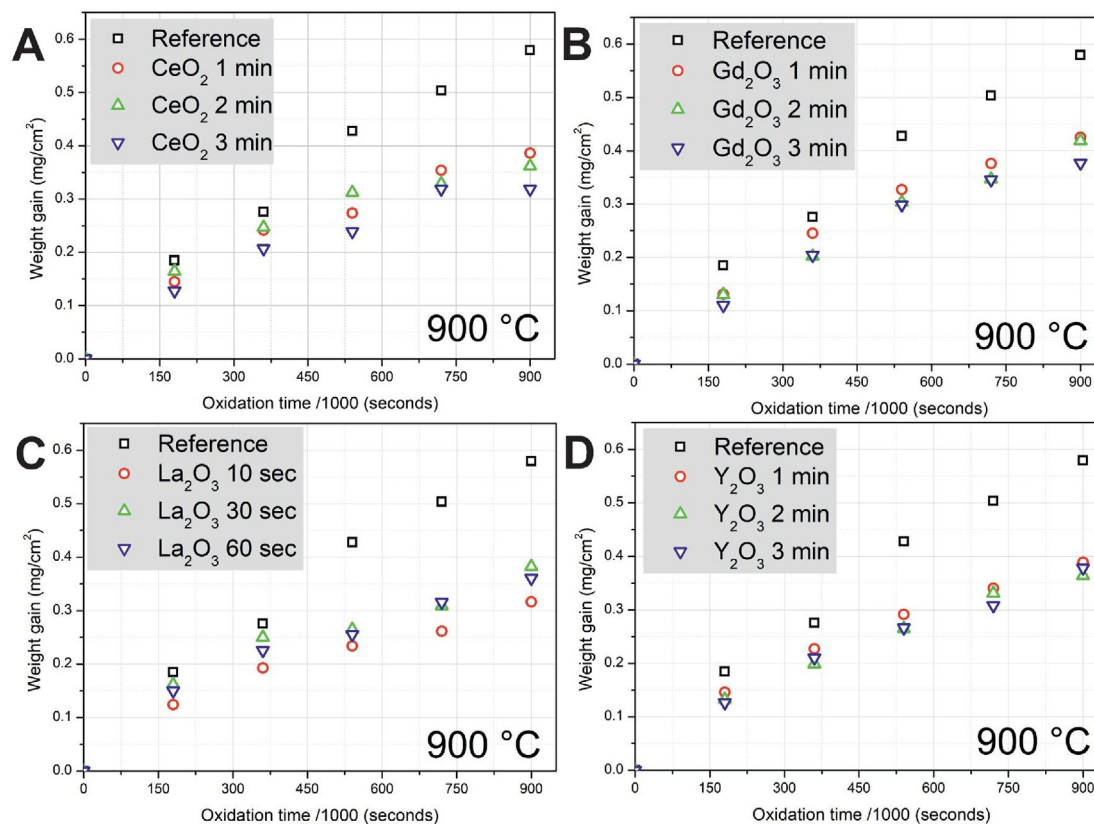 A
Reference
CeO2 1 min
CeO2 2 min
CeO2 3 min
900 °C
Weight gain (mg/cm2)
0.6
0.5
0.4
0.3
0.2
0.1
0.0
0 150 300 450 600 750 900
Oxidation time /1000 (seconds)
B
Reference
Gd2O3 1 min
Gd2O3 2 min
Gd2O3 3 min
900 °C
Weight gain (mg/cm2)
0.6
0.5
0.4
0.3
0.2
0.1
0.0
0 150 300 450 600 750 900
Oxidation time /1000 (seconds)
C
Reference
La2O3 10 sec
La2O3 30 sec
La2O3 60 sec
900 °C
Weight gain (mg/cm2)
0.6
0.5
0.4
0.3
0.2
0.1
0.0
0 150 300 450 600 750 900
Oxidation time /1000 (seconds)
D
Reference
Y2O3 1 min
Y2O3 2 min
Y2O3 3 min
900 °C
Weight gain (mg/cm2)
0.6
0.5
0.4
0.3
0.2
0.1
0.0
0 150 300 450 600 750 900
Oxidation time /1000 (seconds)